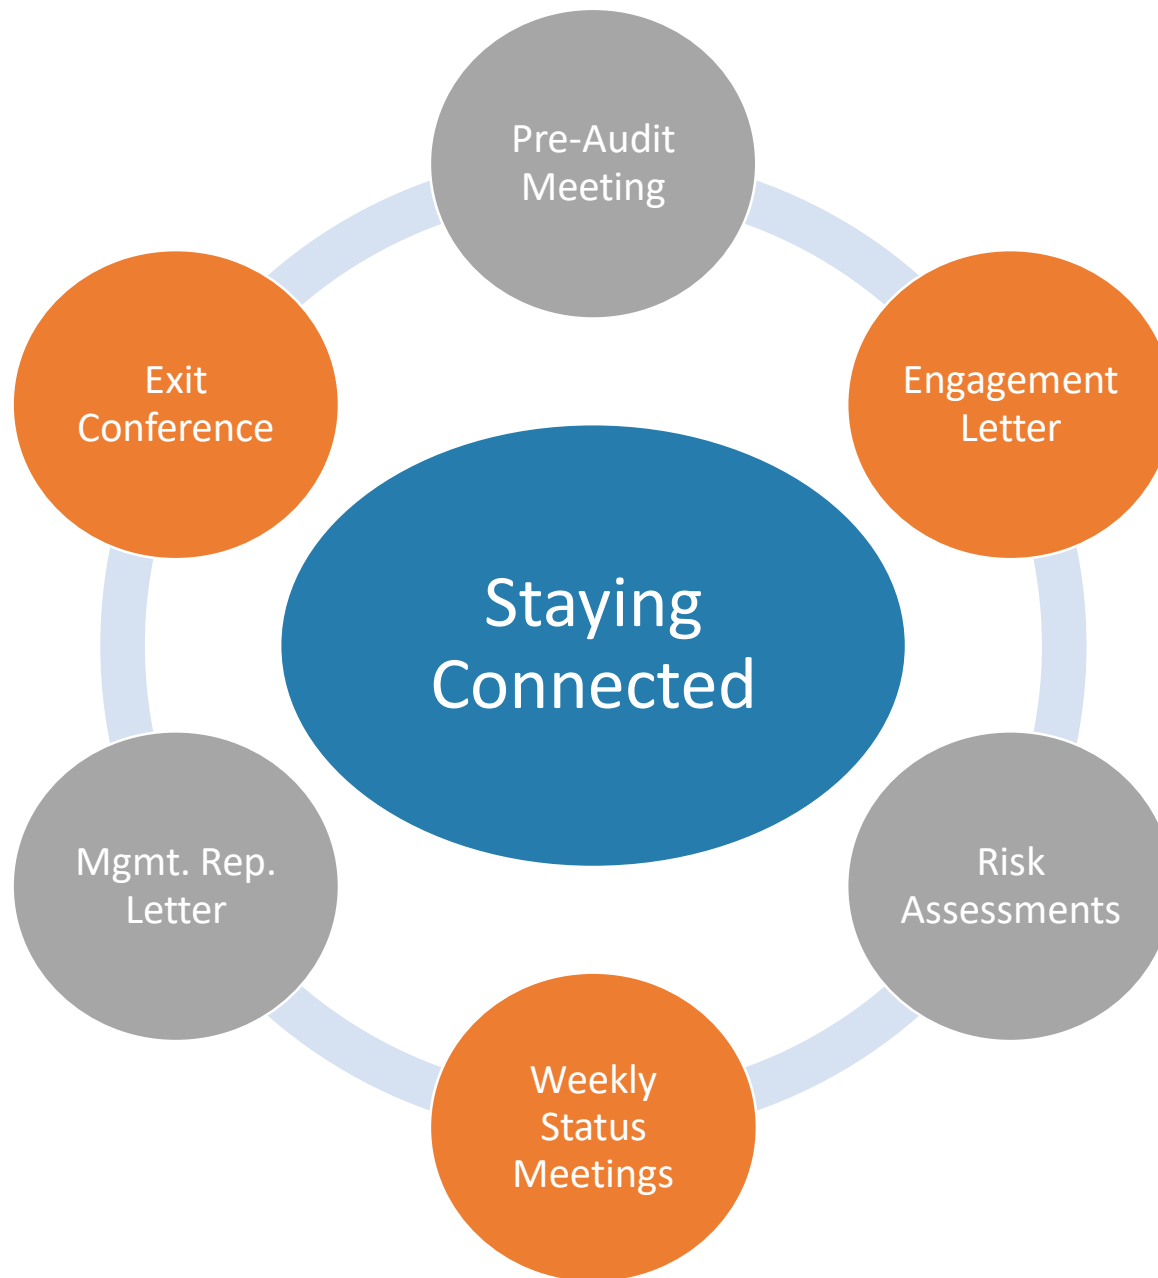 Pre-Audit
Meeting
Engagement
Letter
Risk
Assessments
Weekly
Status
Meetings
Mgmt. Rep.
Letter
Exit
Conference
Staying
Connected